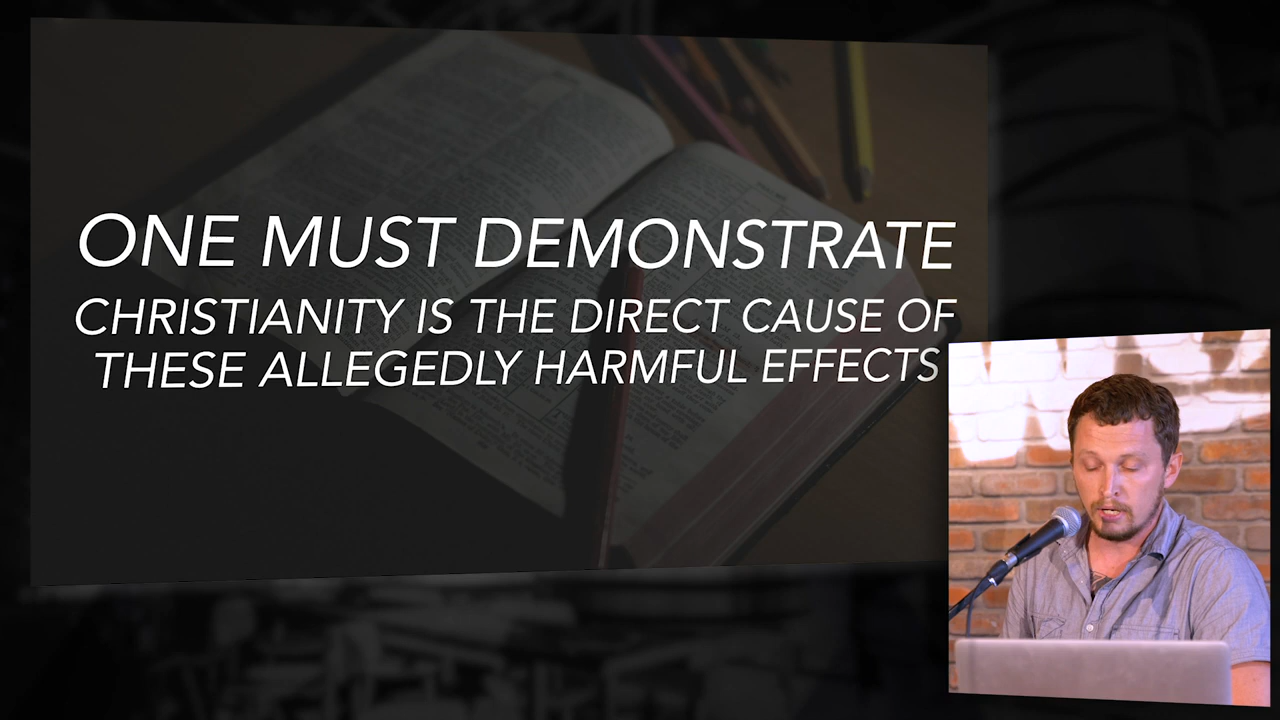 ONE MUST DEMONSTRATE
CHRISTIANITY IS THE DIRECT CAUSE OF
THESE ALLEGEDLY HARMFUL EFFECTS